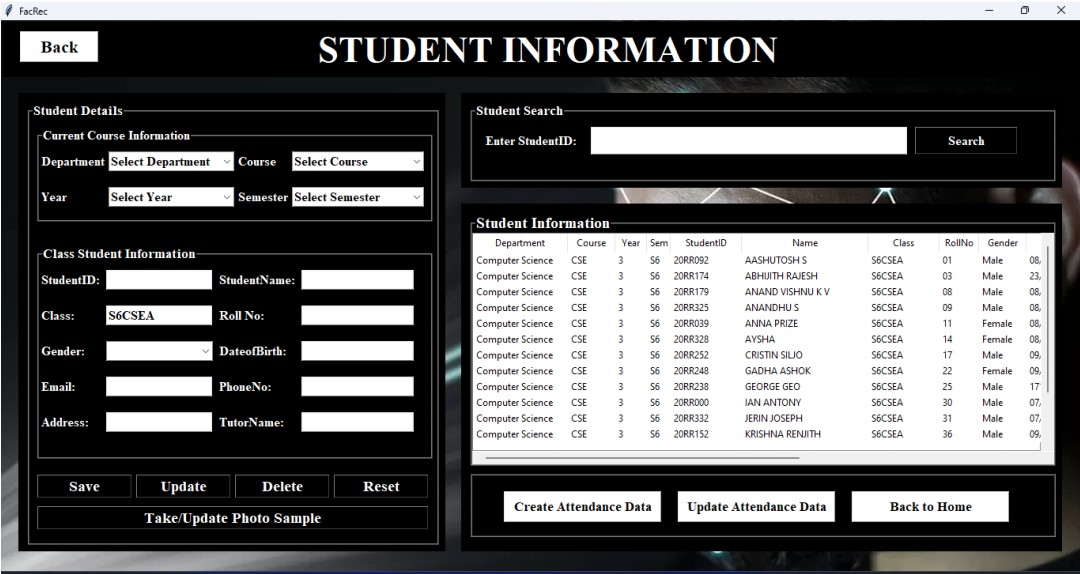 FacRec
Back
STUDENT INFORMATION
Student Details
Current Course Information
Department Select Department Course Select Course
Year Select Year Semester Select Semester
Class Student Information
StudentID: StudentName:
Class: S6CSEA Roll No:
Gender: DateofBirth:
Email: PhoneNo:
Address: TutorName:
Save Update Delete Reset
Take/Update Photo Sample
Student Search
Enter StudentID: Search
Student Information
Department Course Year Sem StudentID Name Class RollNo Gender
Computer Science CSE 3 S6 20RR092 AASHUTOSH S S6CSEA 01 Male 08,
Computer Science CSE 3 S6 20RR174 ABHIJITH RAJESH S6CSEA 03 Male 23,
Computer Science CSE 3 S6 20RR179 ANAND VISHNU K V S6CSEA 08 Male 08,
Computer Science CSE 3 S6 20RR325 ANANDHU S S6CSEA 09 Male 08,
Computer Science CSE 3 S6 20RR039 ANNA PRIZE S6CSEA 11 Female 08,
Computer Science CSE 3 S6 20RR328 AYSHA S6CSEA 14 Female 08,
Computer Science CSE 3 S6 20RR252 CRISTIN SILJO S6CSEA 17 Male 09,
Computer Science CSE 3 S6 20RR248 GADHA ASHOK S6CSEA 22 Female 09,
Computer Science CSE 3 S6 20RR238 GEORGE GEO S6CSEA 25 Male 17
Computer Science CSE 3 S6 20RR000 IAN ANTONY S6CSEA 30 Male 07,
Computer Science CSE 3 S6 20RR332 JERIN JOSEPH S6CSEA 31 Male 07,
Computer Science CSE 3 S6 20RR152 KRISHNA RENJITH S6CSEA 36 Male 09,
Create Attendance Data Update Attendance Data Back to Home